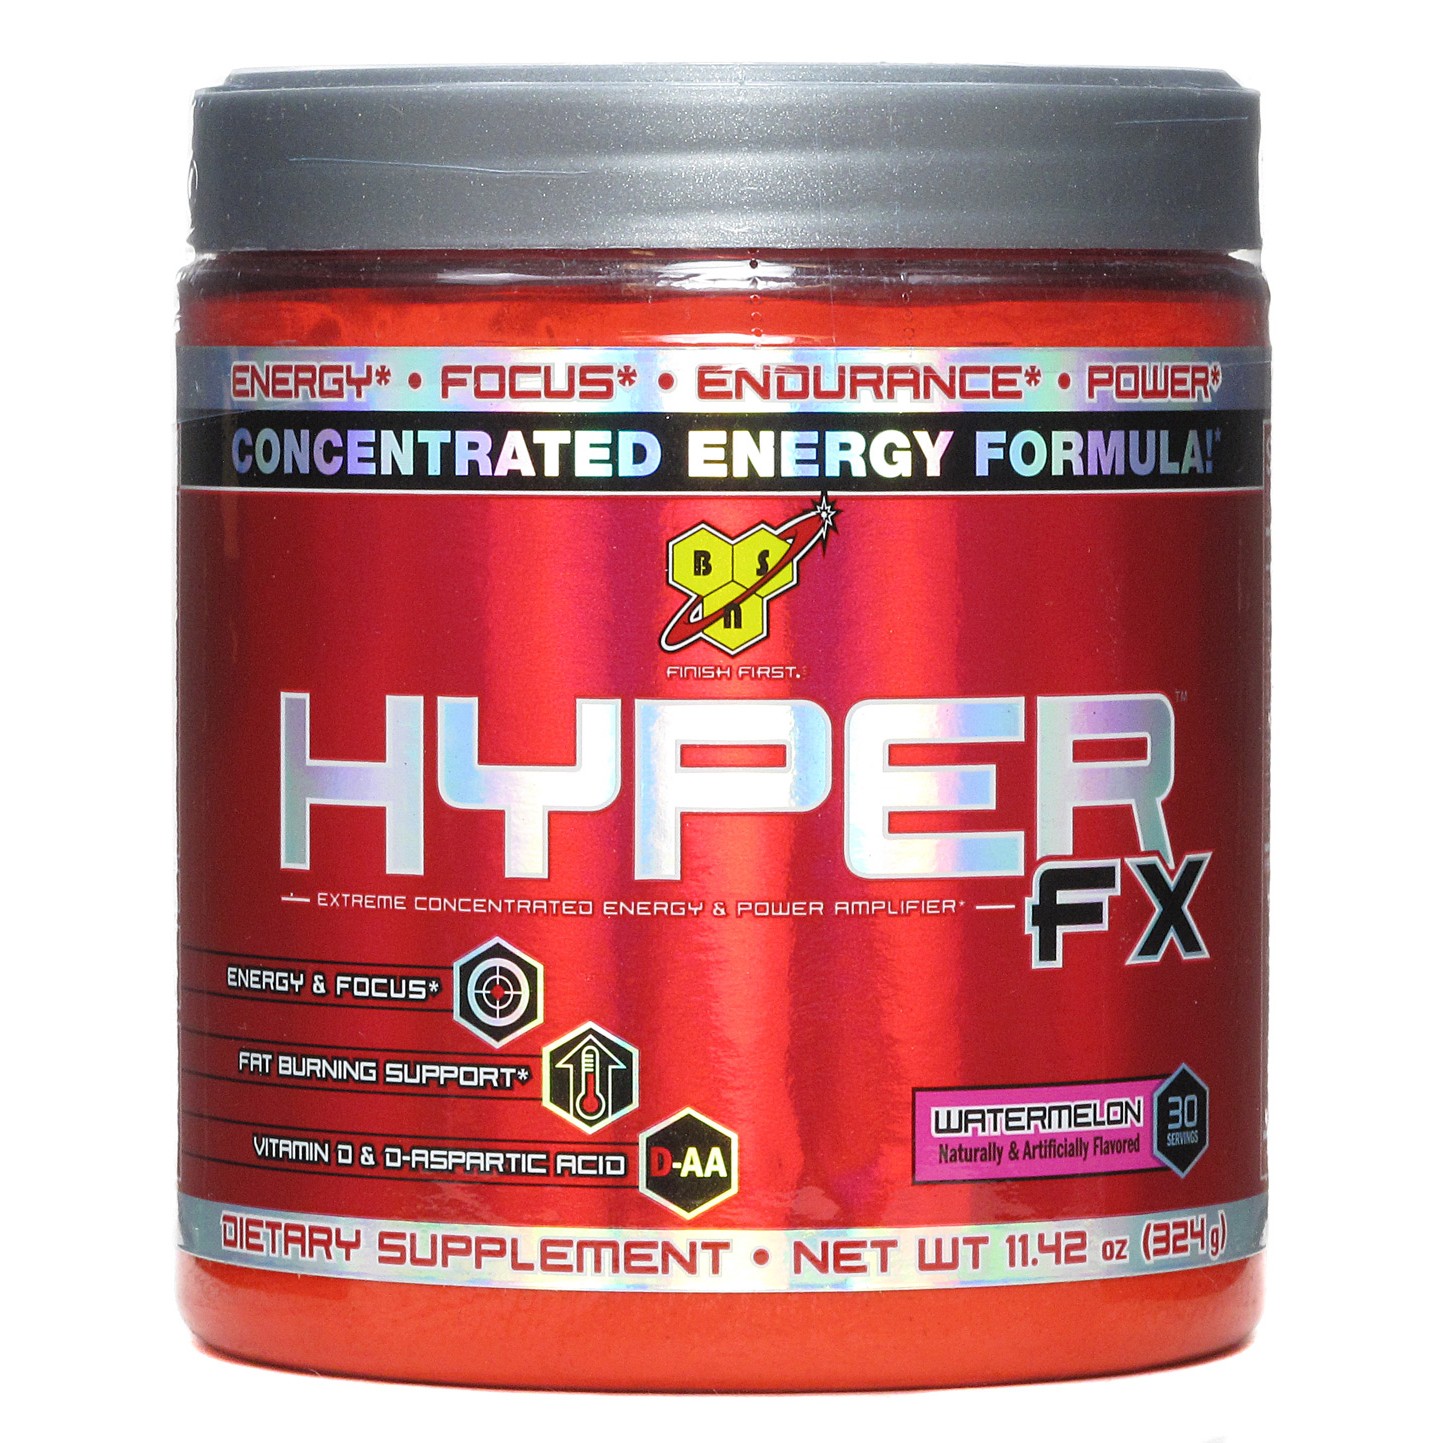 ENERGY* • FOCUS* • ENDURANCE* • POWER*
CONCENTRATED ENERGY FORMULA!*
B S
N
FINISH FIRST.
HYPER™
FX
EXTREME CONCENTRATED ENERGY & POWER AMPLIFIER*
ENERGY & FOCUS*
FAT BURNING SUPPORT*
VITAMIN D & D-ASPARTIC ACID
D-AA
WATERMELON
Naturally & Artificially Flavored
30
SERVINGS
DIETARY SUPPLEMENT • NET WT 11.42 oz (324g)